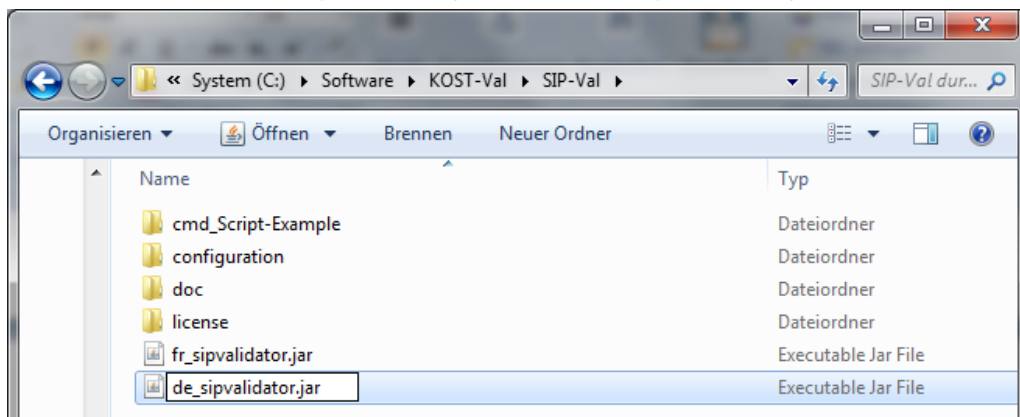 « System (C:) ▸ Software ▸ KOST-Val ▸ SIP-Val ▸ SIP-Val dur...
Organisieren Öffnen Brennen Neuer Ordner
Name Typ
cmd_Script-Example Dateiordner
configuration Dateiordner
doc Dateiordner
license Dateiordner
fr_sipvalidator.jar Executable Jar File
de_sipvalidator.jar Executable Jar File